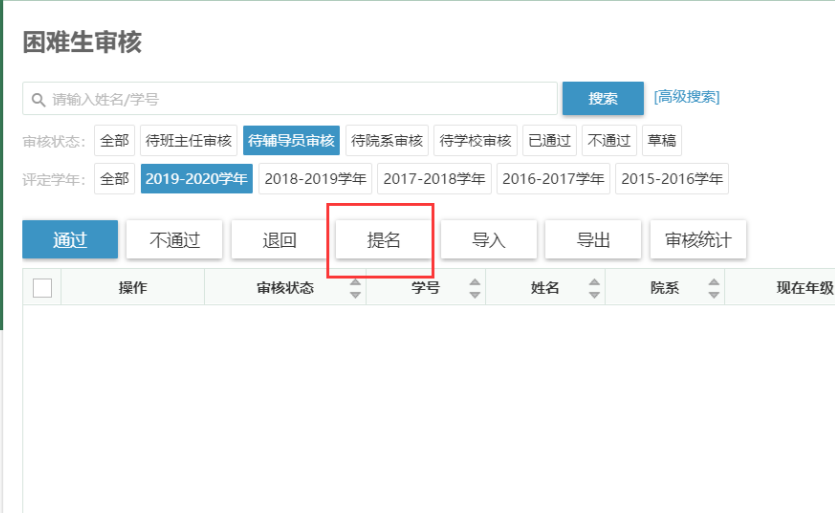 困难生审核
请输入姓名/学号 搜索 [高级搜索]
审核状态: 全部 待班主任审核 待辅导员审核 待院系审核 待学校审核 已通过 不通过 草稿
评定学年: 全部 2019-2020学年 2018-2019学年 2017-2018学年 2016-2017学年 2015-2016学年
通过 不通过 退回 提名 导入 导出 审核统计
操作 审核状态 学号 姓名 院系 现在年级